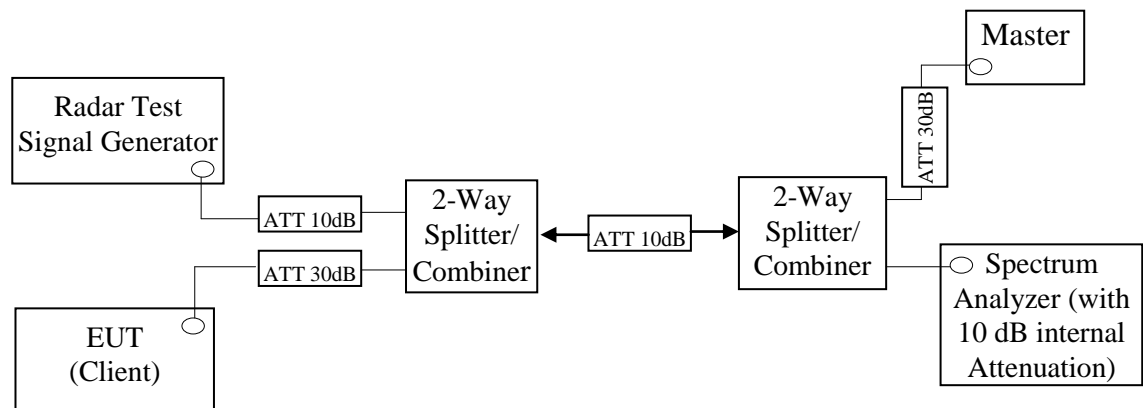 Master
Radar Test
Signal Generator
ATT 30dB
2-Way
Splitter/
Combiner
2-Way
Splitter/
Combiner
ATT 10dB
ATT 10dB
ATT 30dB
Spectrum
Analyzer (with
10 dB internal
Attenuation)
EUT
(Client)